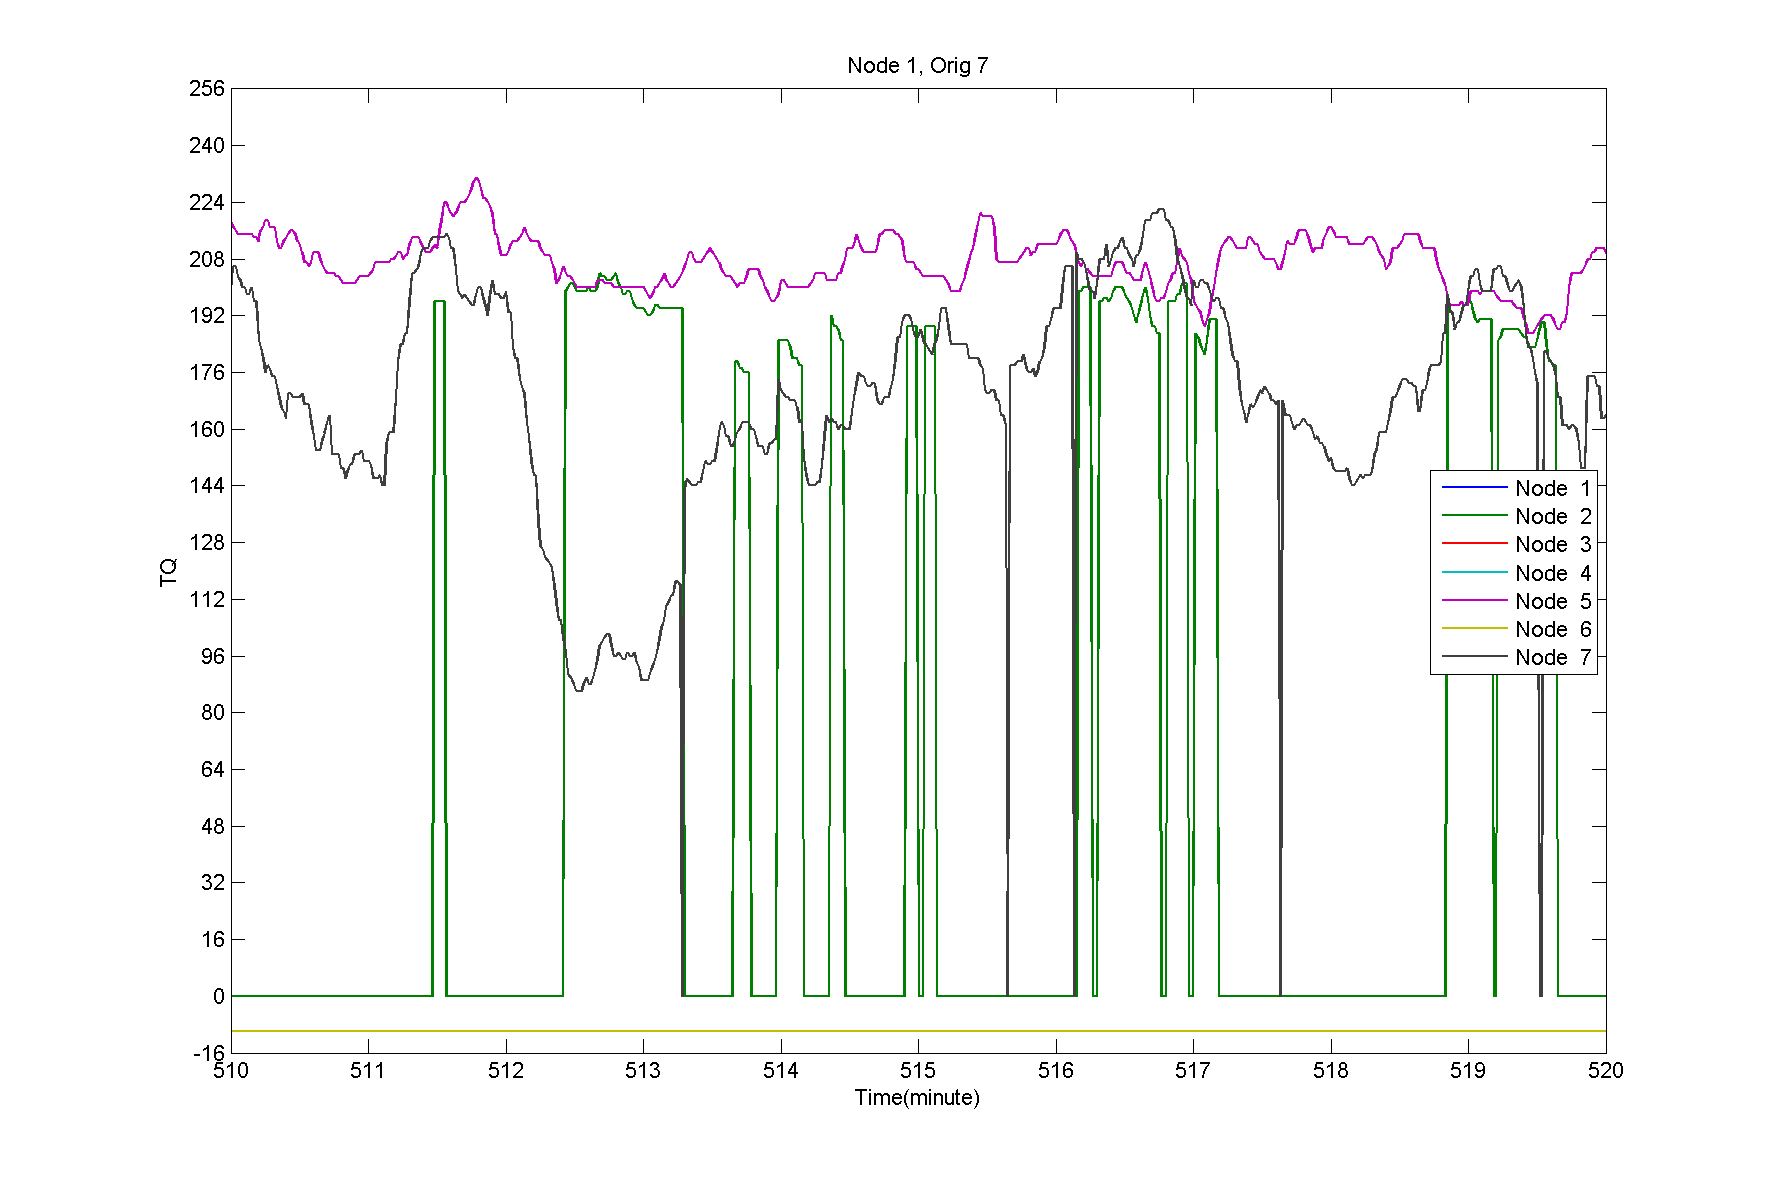 Node 1, Orig 7
256
240
224
208
192
176
160
144
128
112
96
80
64
48
32
16
0
-16
TQ
510 511 512 513 514 515 516 517 518 519 520
Time(minute)
Node 1
Node 2
Node 3
Node 4
Node 5
Node 6
Node 7